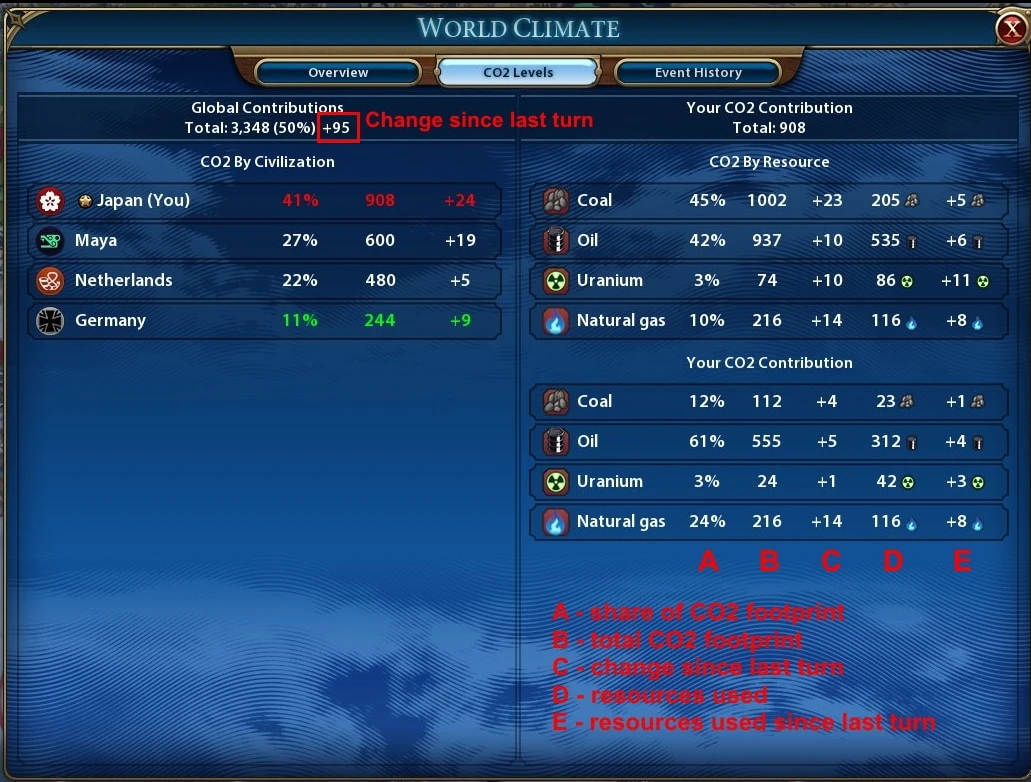 WORLD CLIMATE
X
Overview
CO2 Levels
Event History
Global Contributions
Total: 3,348 (50%) +95
Change since last turn
CO2 By Civilization
Japan (You) 41% 908 +24
Maya 27% 600 +19
Netherlands 22% 480 +5
Germany 11% 244 +9
Your CO2 Contribution
Total: 908
CO2 By Resource
Coal 45% 1002 +23 205 +5
Oil 42% 937 +10 535 +6
Uranium 3% 74 +10 86 +11
Natural gas 10% 216 +14 116 +8
Your CO2 Contribution
Coal 12% 112 +4 23 +1
Oil 61% 555 +5 312 +4
Uranium 3% 24 +1 42 +3
Natural gas 24% 216 +14 116 +8
A B C D E
A - share of CO2 footprint
B - total CO2 footprint
C - change since last turn
D - resources used
E - resources used since last turn